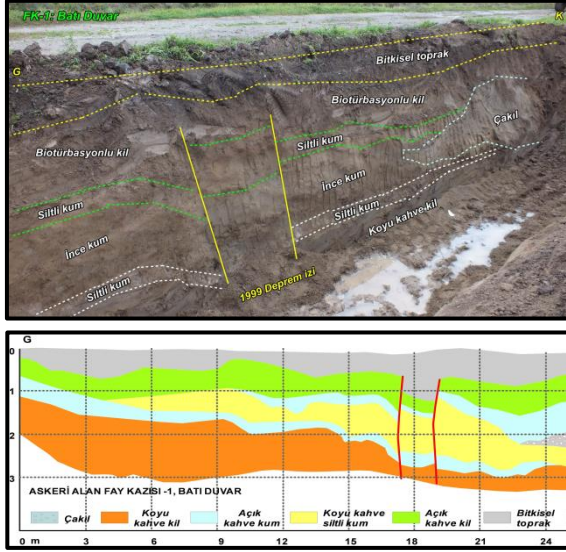 FK-1: Batı Duvar
G
K
Bitkisel toprak
Biotürbasyonlu kil
Çakıl
Biotürbasyonlu kil
Siltli kum
İnce kum
Siltli kum
Siltli kum
Koyu kahve kil
İnce kum
Siltli kum
1999 Deprem izi
G
0
1
2
3
ASKERİ ALAN FAY KAZISI -1, BATI DUVAR
Çakıl
Koyu
kahve kil
Açık
kahve kum
Koyu kahve
siltli kum
Açık
kahve kil
Bitkisel
toprak
0 m 3 6 9 12 15 18 21 24